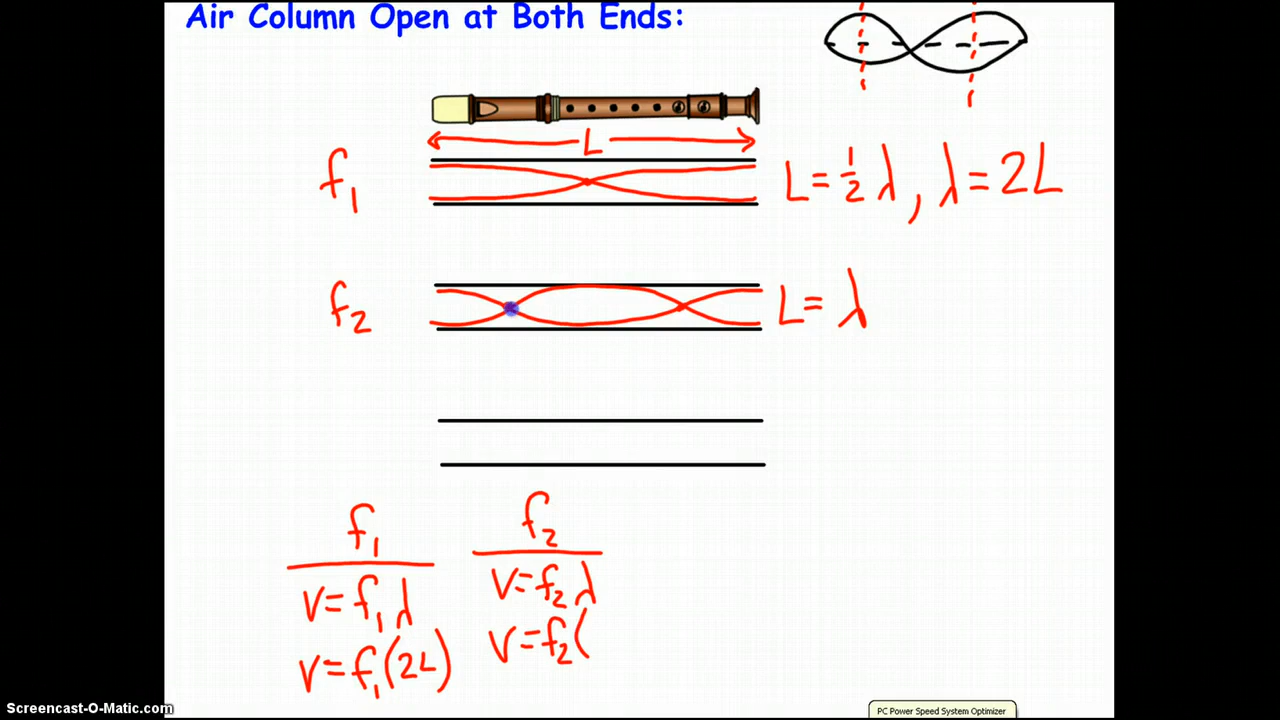 Air Column Open at Both Ends:
L
f₁
L = ½ λ, λ = 2L
f₂
L = λ
f₁
v = f₁ λ
v = f₁(2L)
f₂
v = f₂ λ
v = f₂(
Screencast-O-Matic.com
PC Power Speed System Optimizer